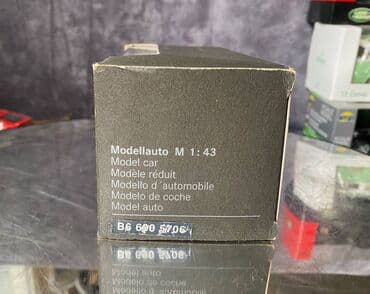 Modellauto M 1:43
Model car
Modèle réduit
Modello d'automobile
Modelo de coche
Model auto
B6 600 5706